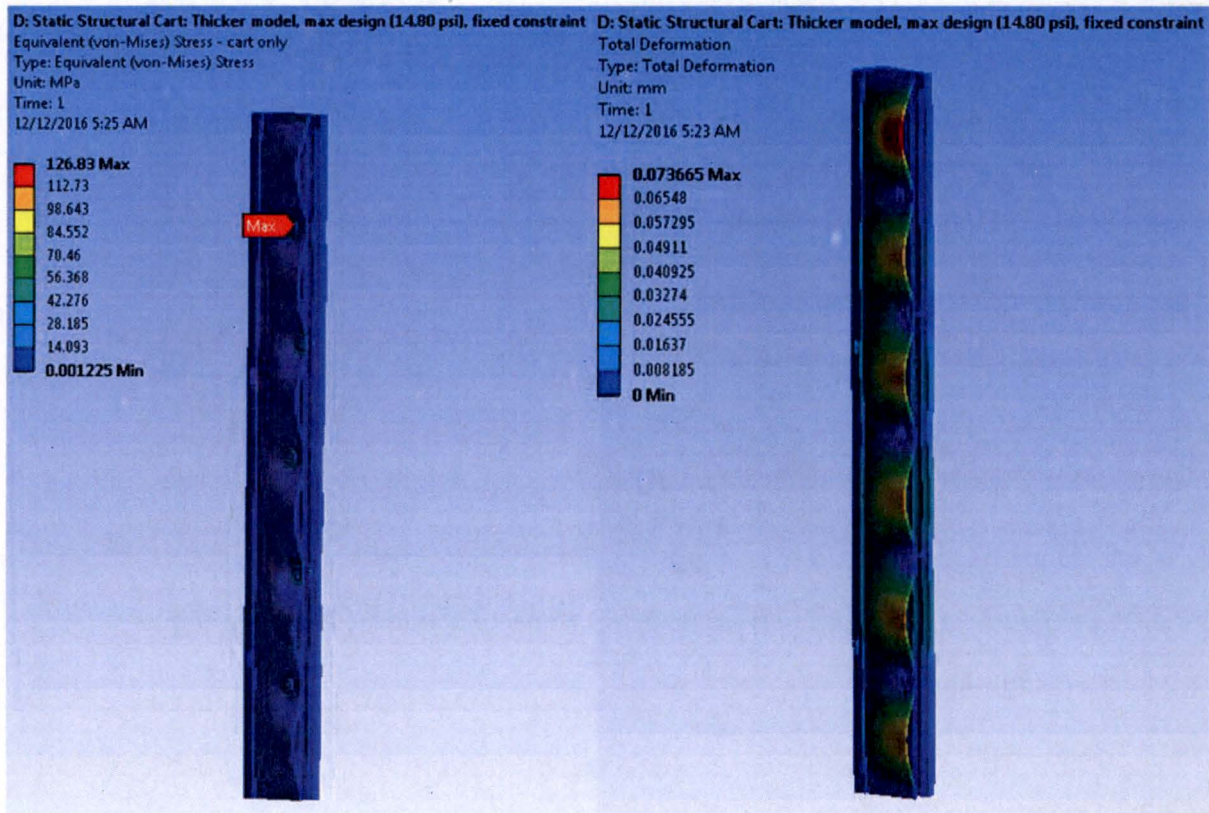 D: Static Structural Cart: Thicker model, max design (14.80 psi), fixed constraint
Equivalent (von-Mises) Stress - cart only
Type: Equivalent (von-Mises) Stress
Unit: MPa
Time: 1
12/12/2016 5:25 AM
126.83 Max
112.73
98.643
84.552
70.46
56.368
42.276
28.185
14.093
0.001225 Min
Max
D: Static Structural Cart: Thicker model, max design (14.80 psi), fixed constraint
Total Deformation
Type: Total Deformation
Unit: mm
Time: 1
12/12/2016 5:23 AM
0.073665 Max
0.06548
0.057295
0.04911
0.040925
0.03274
0.024555
0.01637
0.008185
0 Min